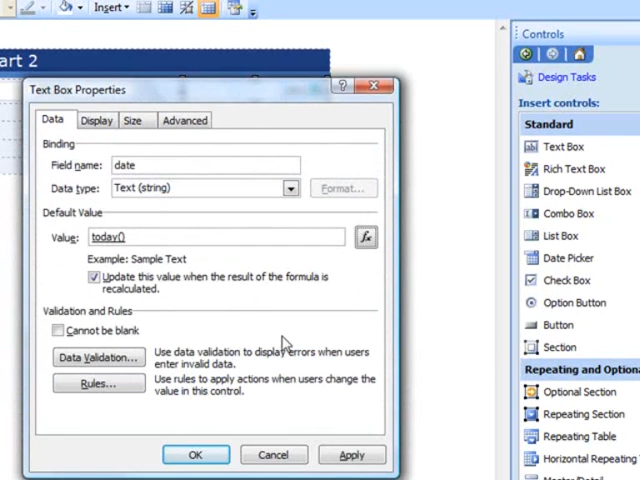 Insert
art 2
Controls
Design Tasks
Insert controls:
Standard
Text Box
Rich Text Box
Drop-Down List Box
Combo Box
List Box
Date Picker
Check Box
Option Button
Button
Section
Repeating and Optiona
Optional Section
Repeating Section
Repeating Table
Horizontal Repeating
Master/Detail
Text Box Properties
Data
Display
Size
Advanced
Binding
Field name:
date
Data type:
Text (string)
Format...
Default Value
Value:
today()
fx
Example: Sample Text
Update this value when the result of the formula is
recalculated.
Validation and Rules
Cannot be blank
Data Validation...
Use data validation to display errors when users
enter invalid data.
Rules...
Use rules to apply actions when users change the
value in this control.
OK
Cancel
Apply